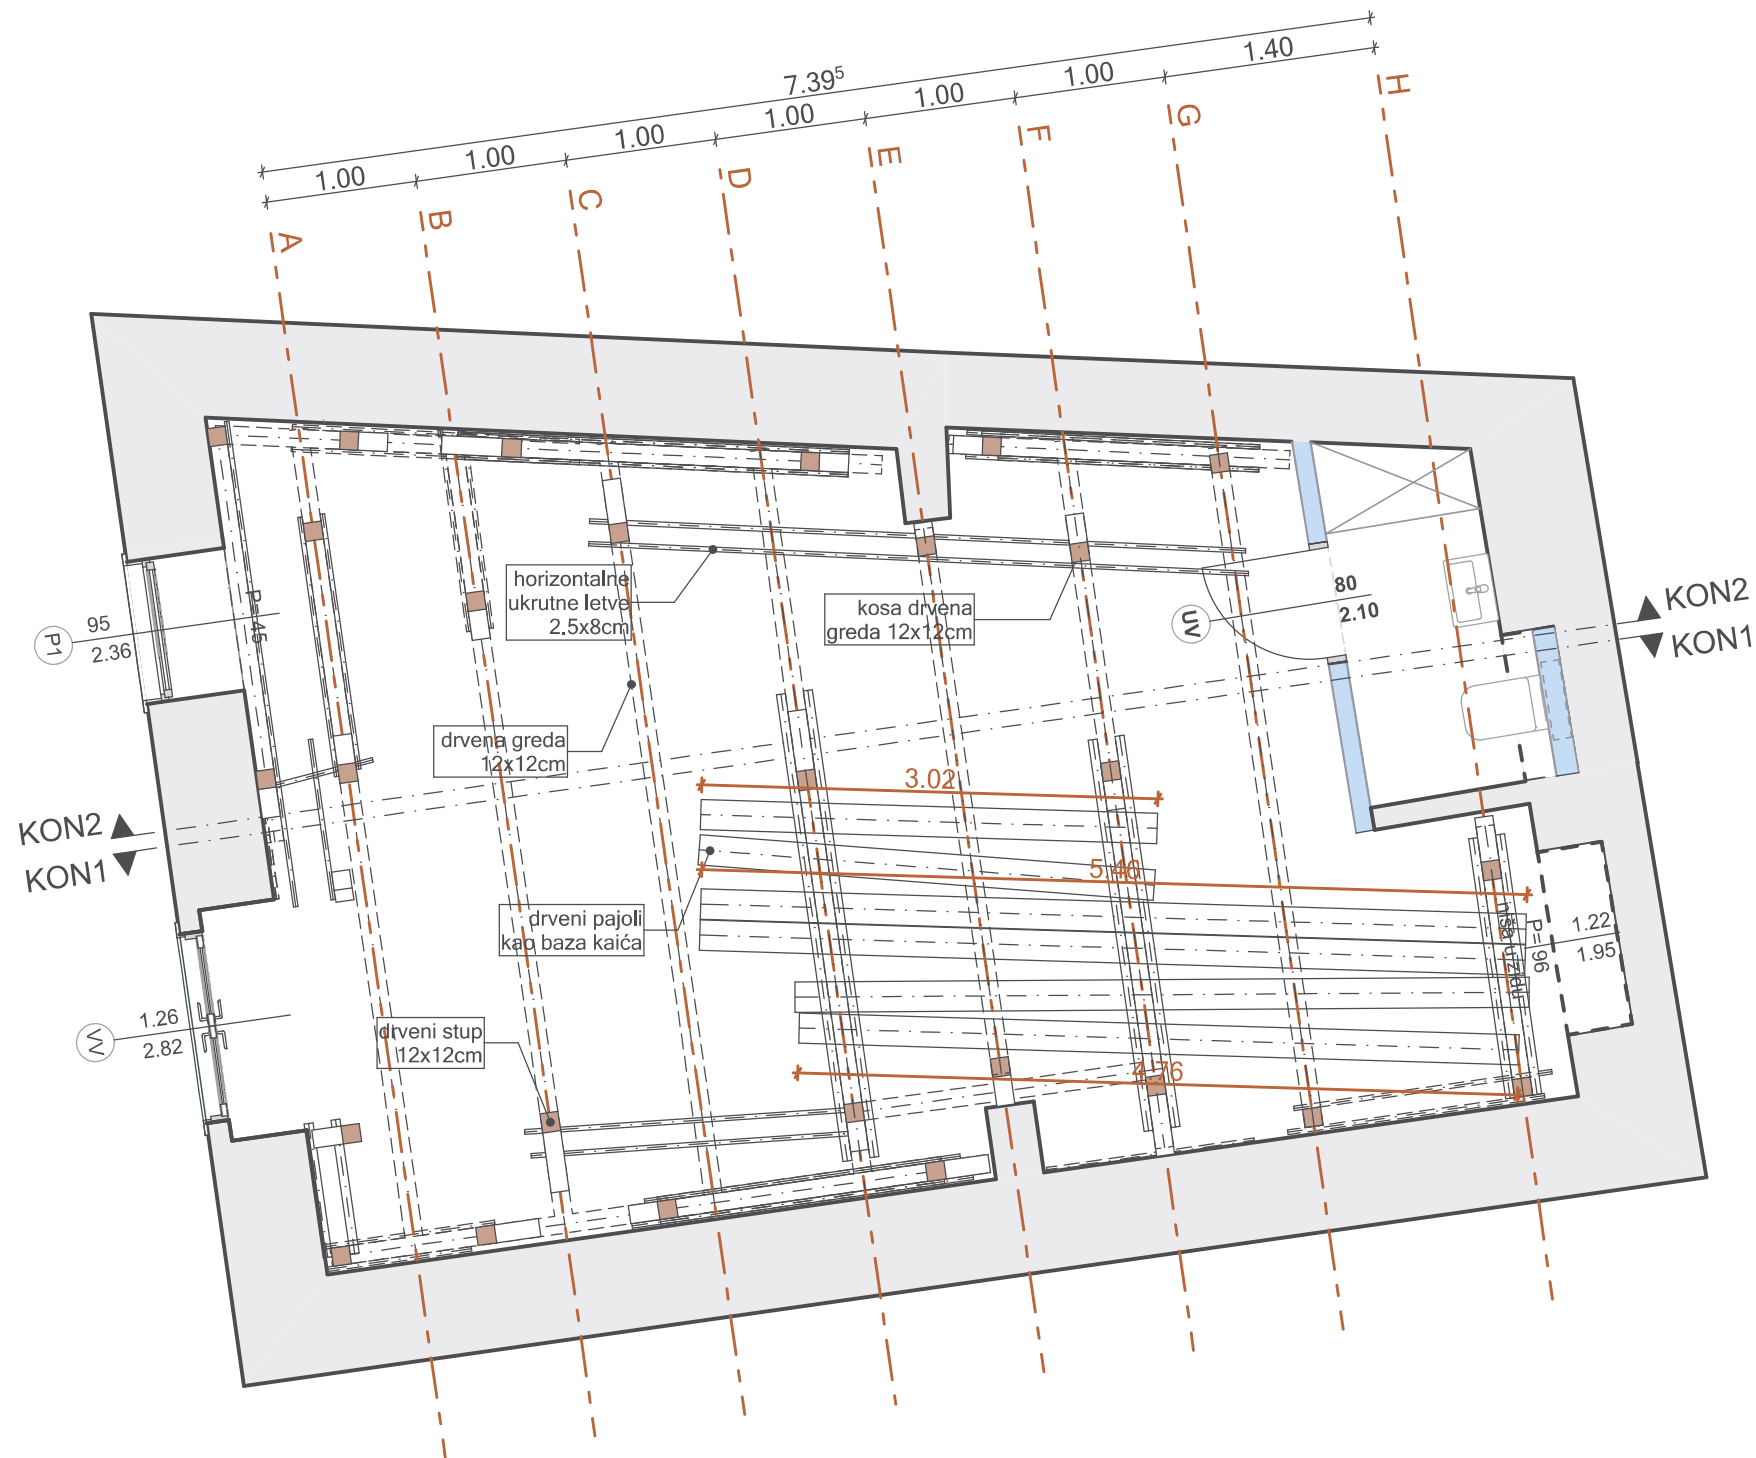 7.39⁵
1.00
1.00
1.00
1.00
1.00
1.00
1.40
A
B
C
D
E
F
G
H
horizontalne
ukrutne letve
2.5x8cm
kosa drvena
greda 12x12cm
80
2.10
UV
KON2
KON1
P1
95
2.36
P=45
drvena greda
12x12cm
3.02
KON2
KON1
5.46
drveni pajoli
kao baza kaića
niša u zidu
P=96
1.22
1.95
VV
1.26
2.82
drveni stup
12x12cm
4.76